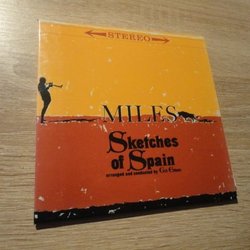 STEREO
MILES
Sketches
of Spain
arranged and conducted by Gil Evans